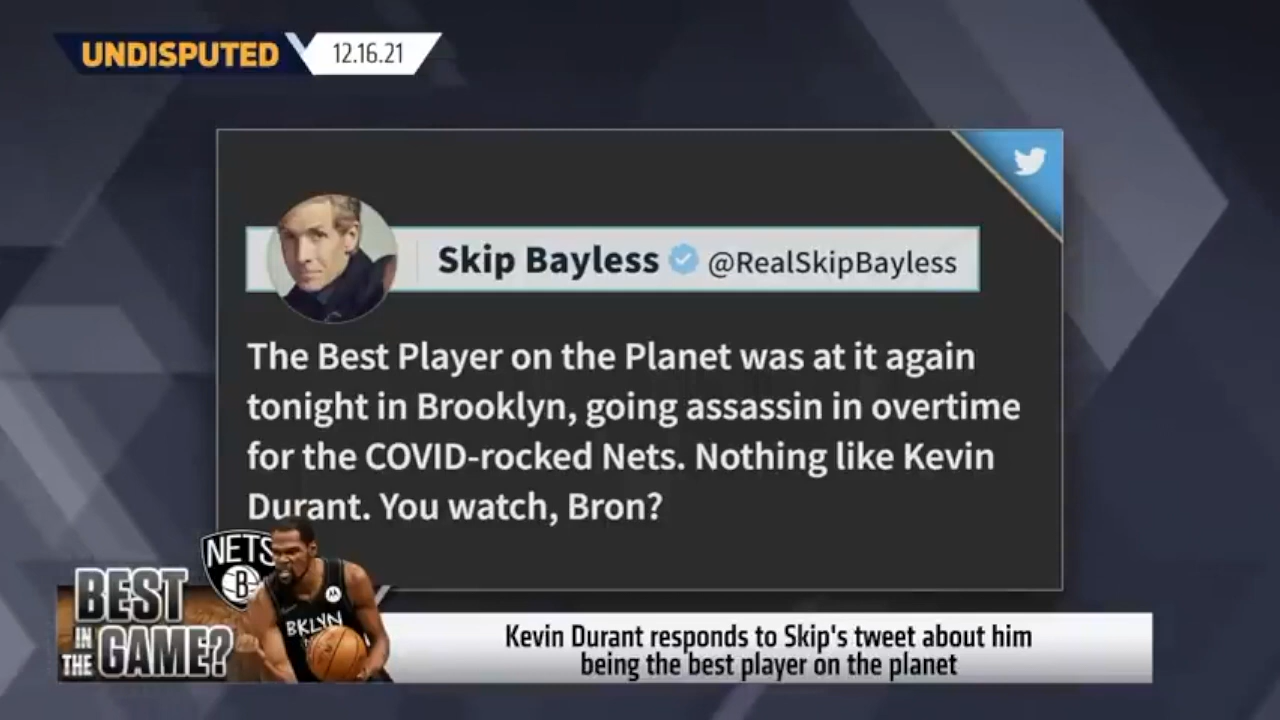 UNDISPUTED
12.16.21
Skip Bayless @RealSkipBayless
The Best Player on the Planet was at it again
tonight in Brooklyn, going assassin in overtime
for the COVID-rocked Nets. Nothing like Kevin
Durant. You watch, Bron?
NETS
B
BEST
IN
THE GAME?
BKLYN
Kevin Durant responds to Skip's tweet about him
being the best player on the planet